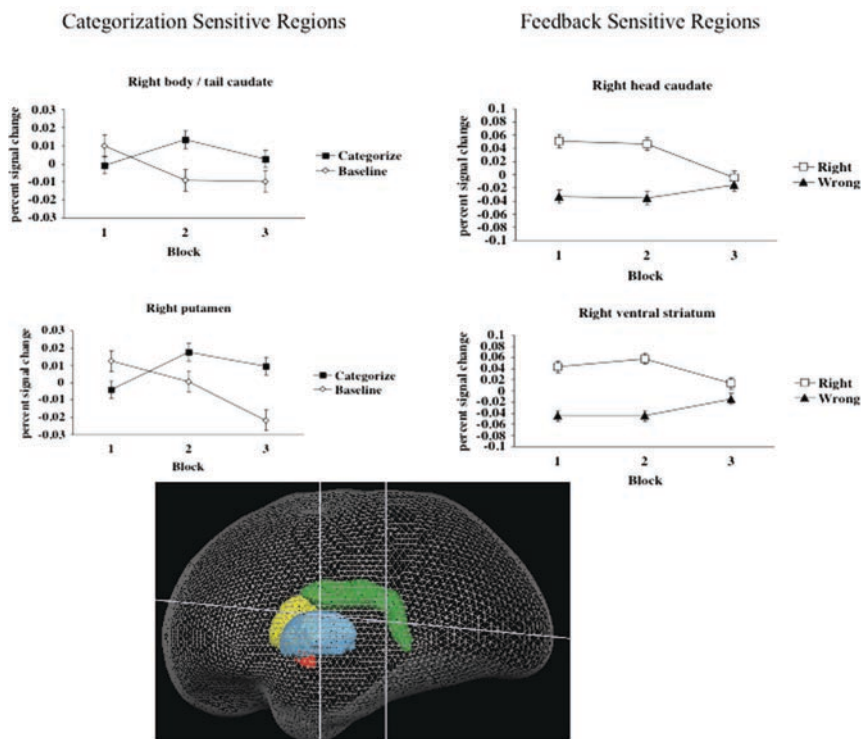 Categorization Sensitive Regions
Feedback Sensitive Regions
Right body / tail caudate
percent signal change
0.03
0.02
0.01
0
-0.01
-0.02
-0.03
1 2 3
Block
Categorize
Baseline
Right head caudate
percent signal change
0.1
0.08
0.06
0.04
0.02
0
-0.02
-0.04
-0.06
-0.08
-0.1
1 2 3
Block
Right
Wrong
Right putamen
percent signal change
0.03
0.02
0.01
0
-0.01
-0.02
-0.03
1 2 3
Block
Categorize
Baseline
Right ventral striatum
percent signal change
0.1
0.08
0.06
0.04
0.02
0
-0.02
-0.04
-0.06
-0.08
-0.1
1 2 3
Block
Right
Wrong